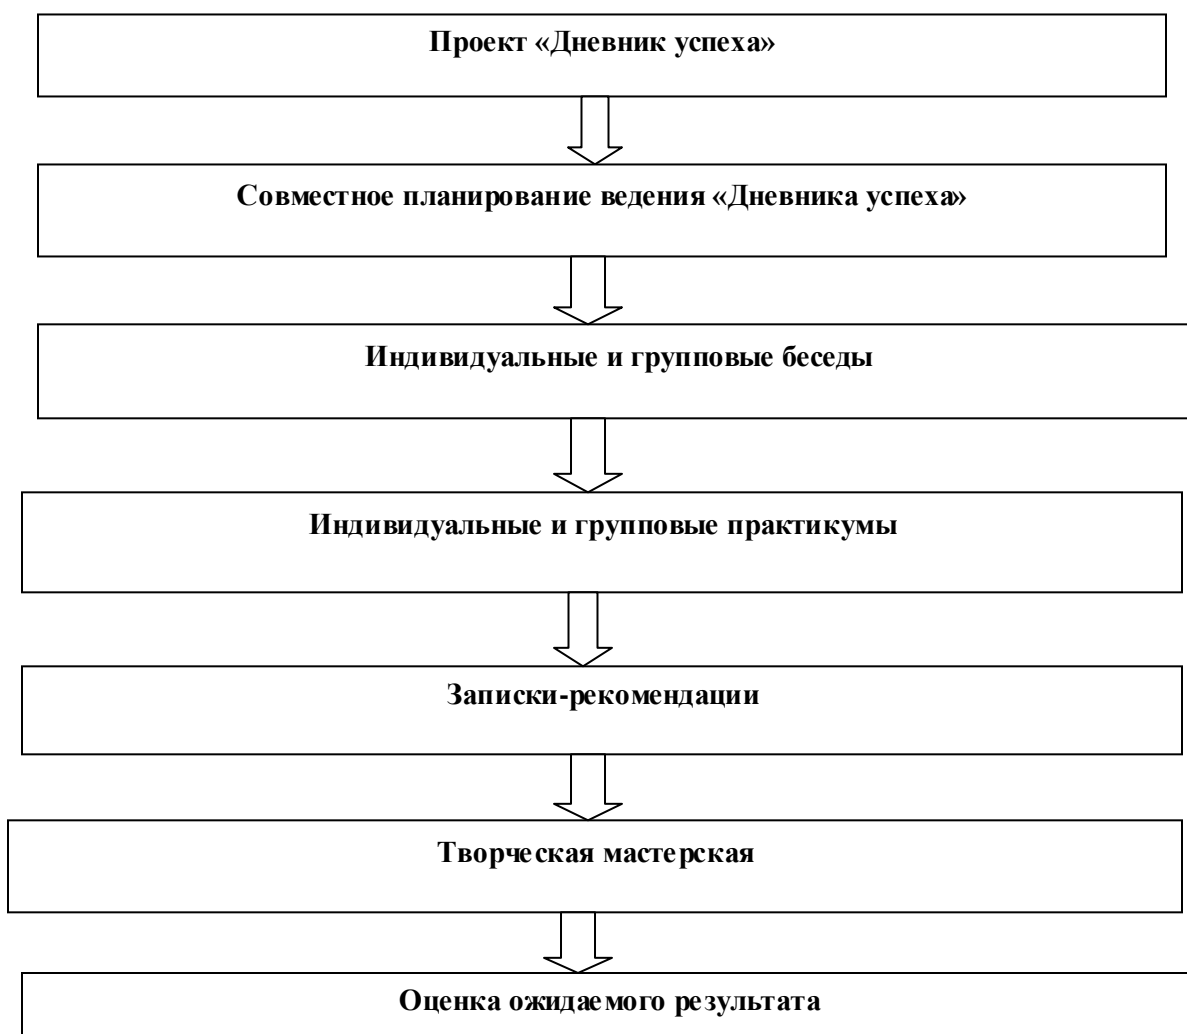 Проект «Дневник успеха»
Совместное планирование ведения «Дневника успеха»
Индивидуальные и групповые беседы
Индивидуальные и групповые практикумы
Записки-рекомендации
Творческая мастерская
Оценка ожидаемого результата